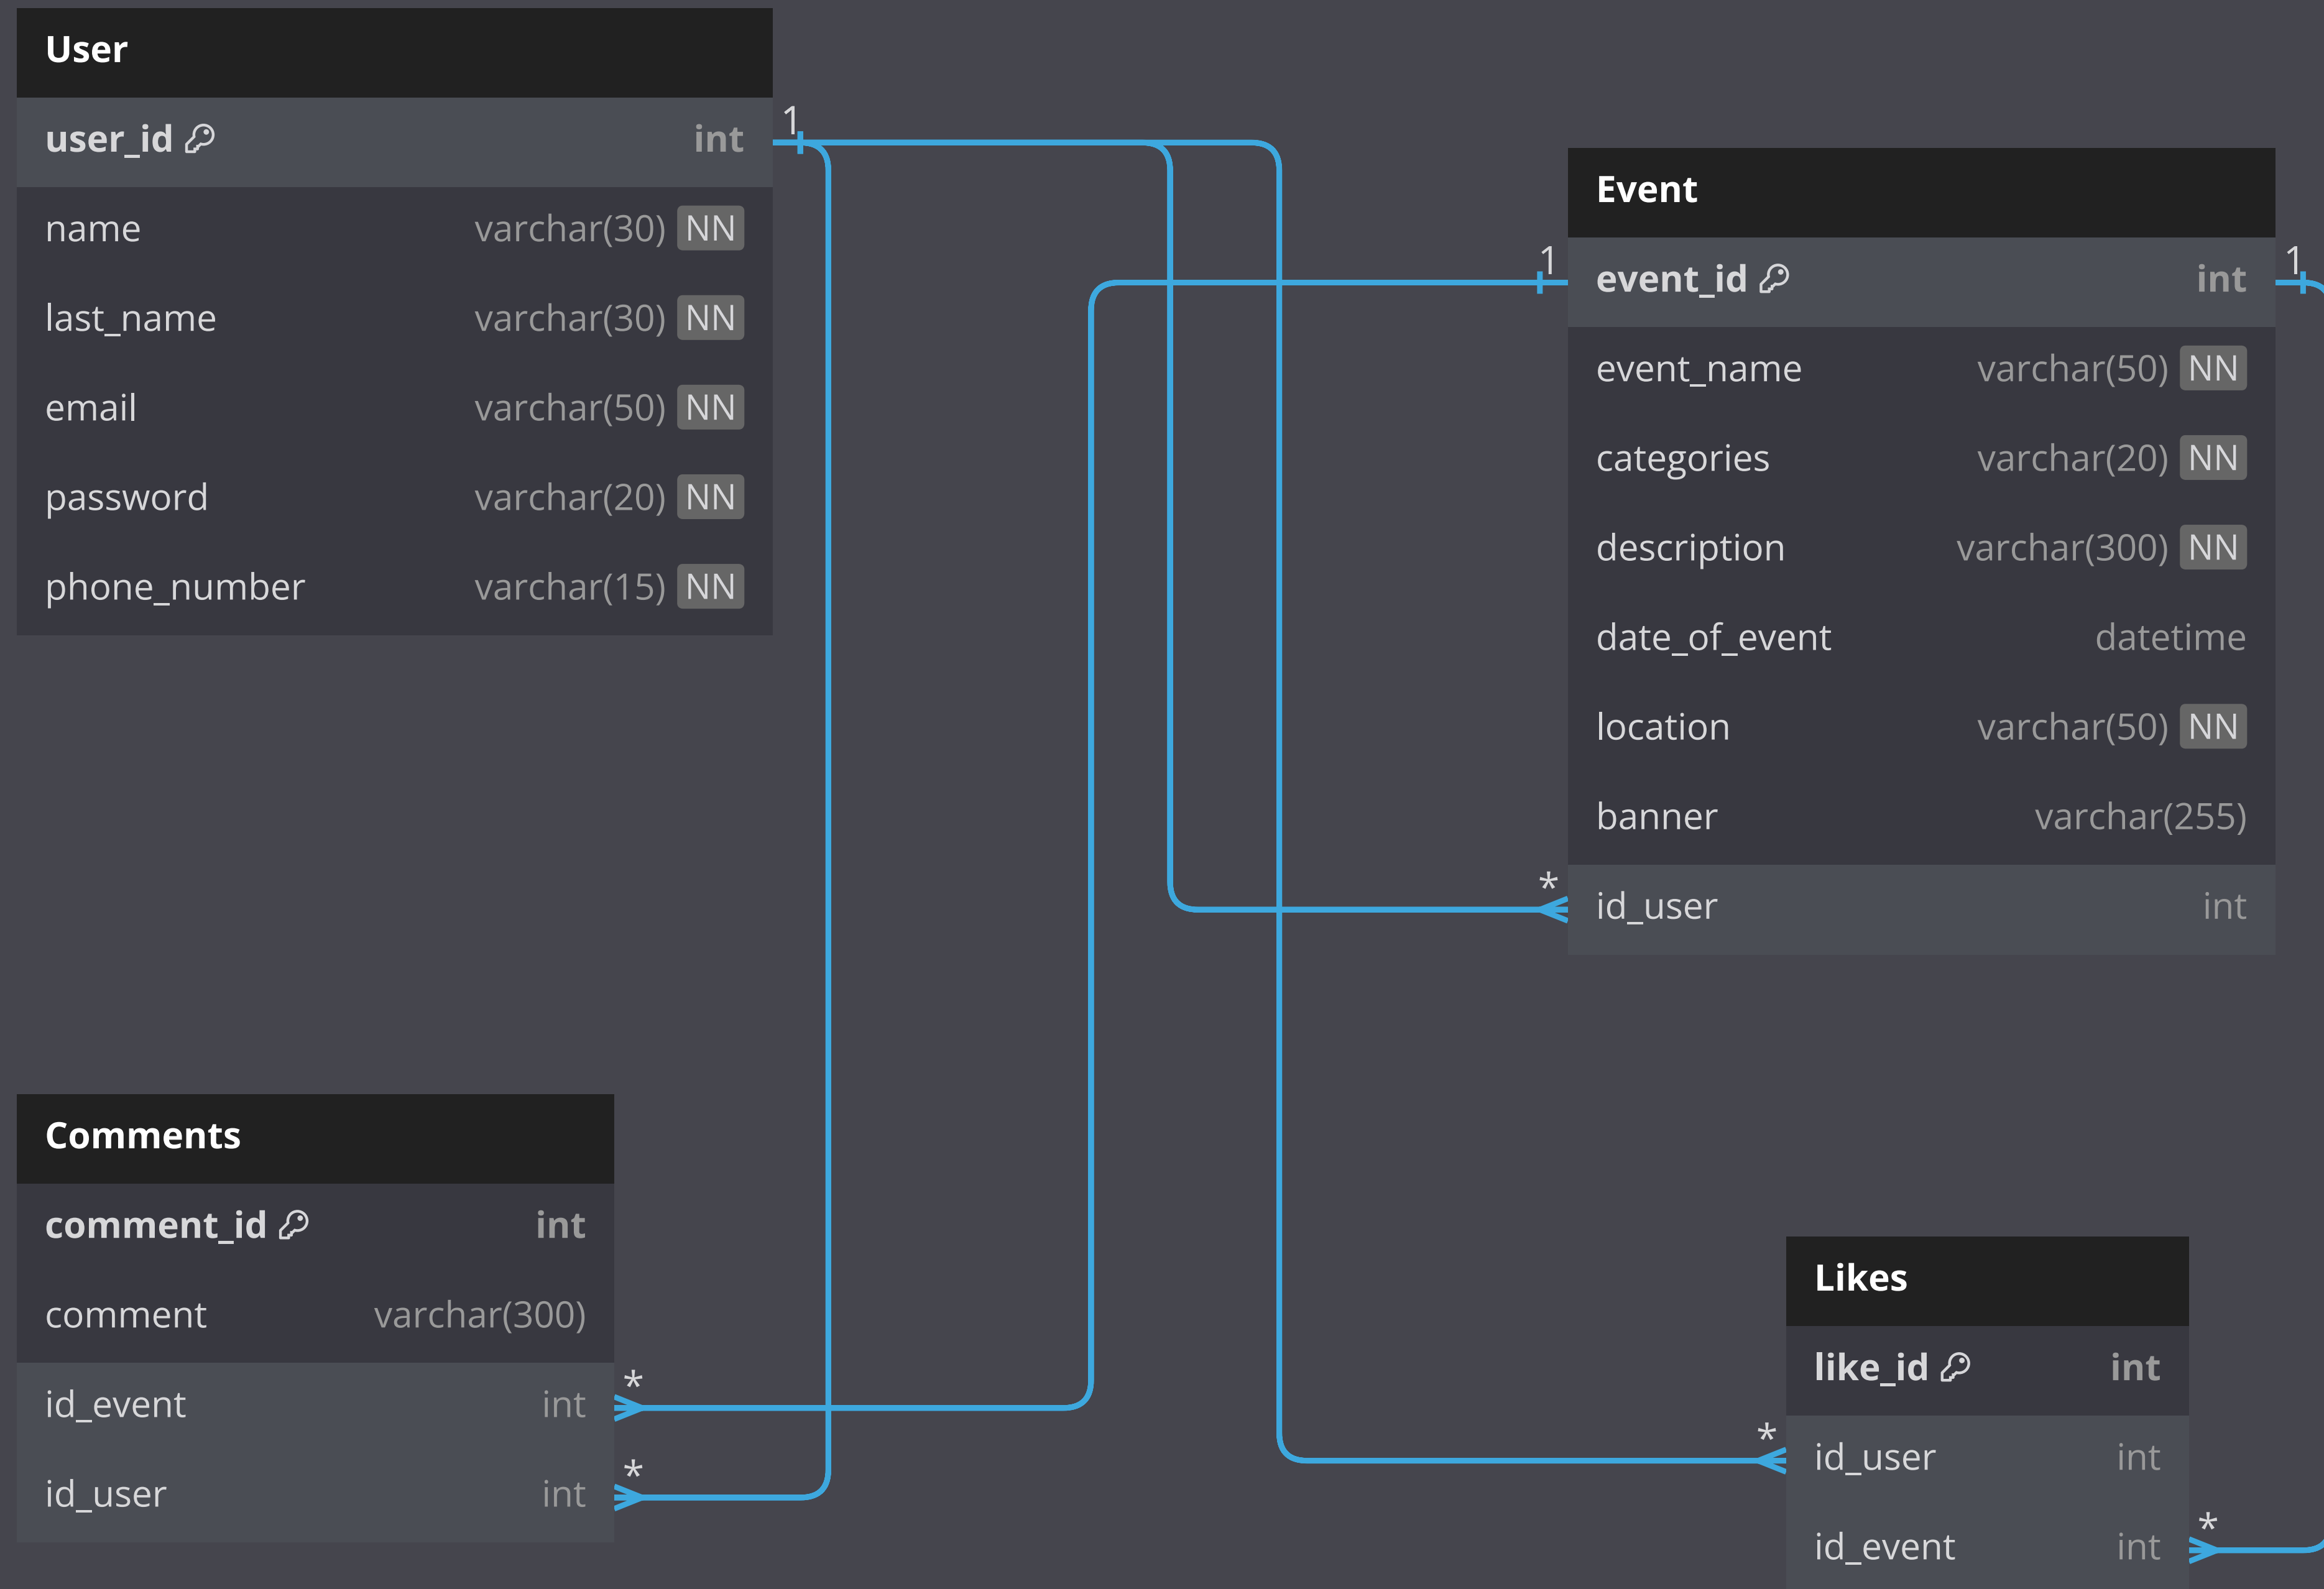 User
user_id int
name varchar(30) NN
last_name varchar(30) NN
email varchar(50) NN
password varchar(20) NN
phone_number varchar(15) NN
1
Event
1 event_id int 1
event_name varchar(50) NN
categories varchar(20) NN
description varchar(300) NN
date_of_event datetime
location varchar(50) NN
banner varchar(255)
* id_user int
Comments
comment_id int
comment varchar(300)
id_event int *
id_user int *
Likes
like_id int
* id_user int
id_event int *